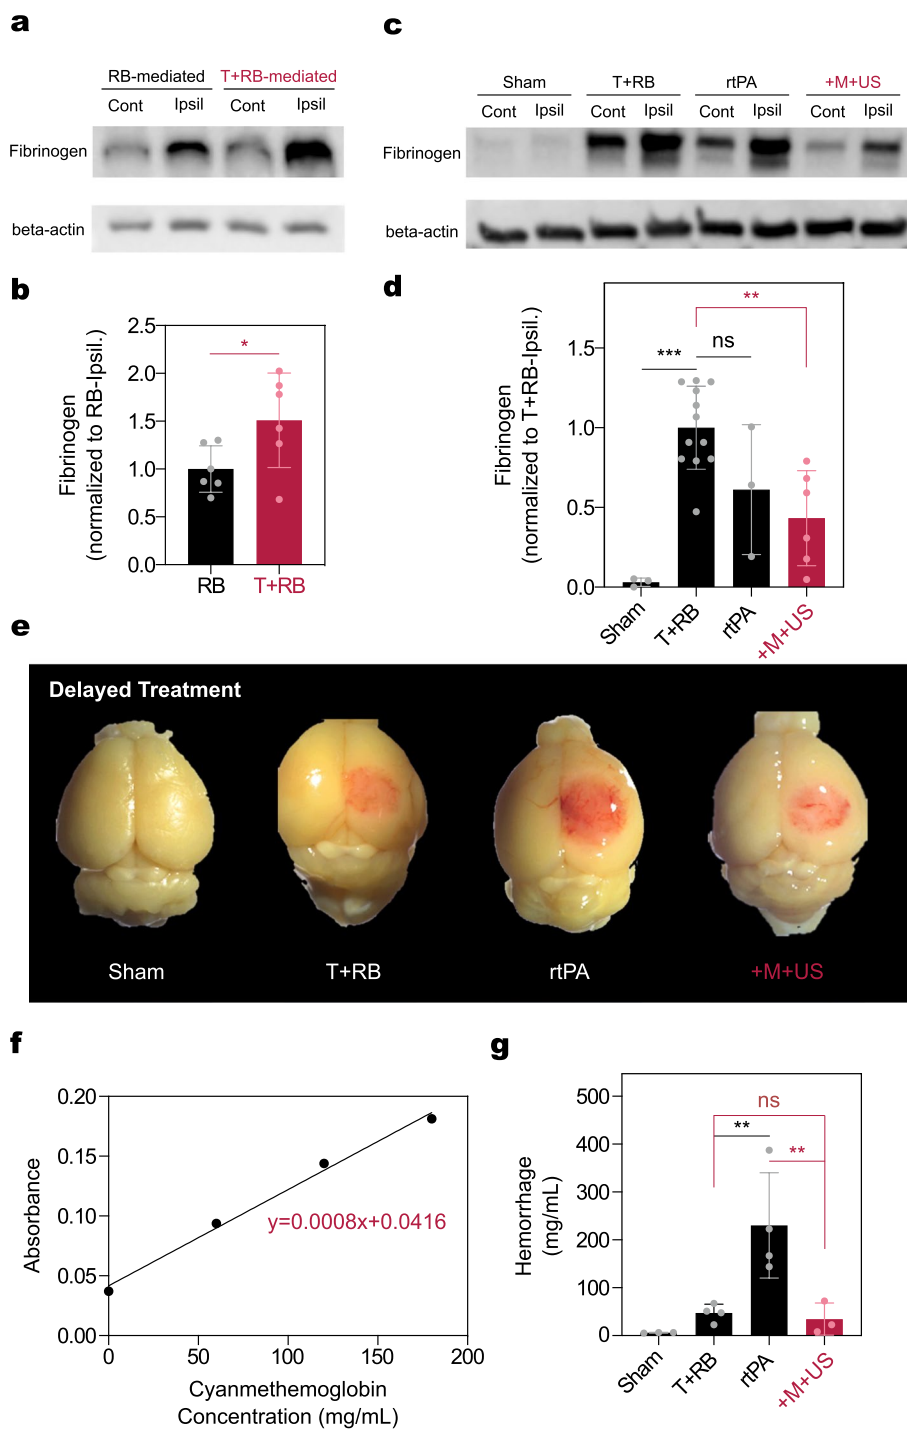 a
RB-mediated T+RB-mediated
Cont Ipsil Cont Ipsil
Fibrinogen
beta-actin
c
Sham T+RB rtPA +M+US
Cont Ipsil Cont Ipsil Cont Ipsil Cont Ipsil
Fibrinogen
beta-actin
b
Fibrinogen
(normalized to RB-Ipsil.)
2.5
2.0
1.5
1.0
0.5
0.0
*
RB T+RB
d
Fibrinogen
(normalized to T+RB-Ipsil.)
1.5
1.0
0.5
0.0
***
ns
**
Sham T+RB rtPA +M+US
e
Delayed Treatment
Sham T+RB rtPA +M+US
f
Absorbance
0.20
0.15
0.10
0.05
0.00
y=0.0008x+0.0416
0 50 100 150 200
Cyanmethemoglobin
Concentration (mg/mL)
g
Hemorrhage
(mg/mL)
500
400
300
200
100
0
ns
**
**
Sham T+RB rtPA +M+US